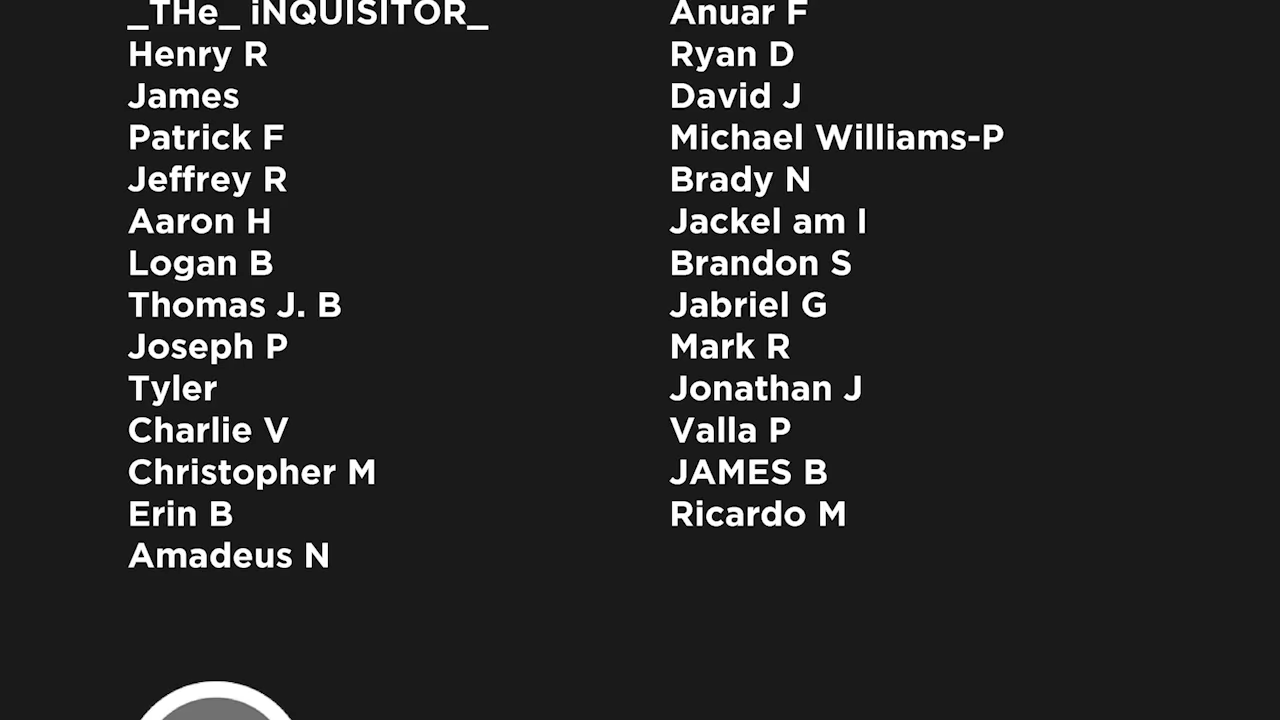 _THe_ iNQUISITOR_
Henry R
James
Patrick F
Jeffrey R
Aaron H
Logan B
Thomas J. B
Joseph P
Tyler
Charlie V
Christopher M
Erin B
Amadeus N
Anuar F
Ryan D
David J
Michael Williams-P
Brady N
Jackel am I
Brandon S
Jabriel G
Mark R
Jonathan J
Valla P
JAMES B
Ricardo M